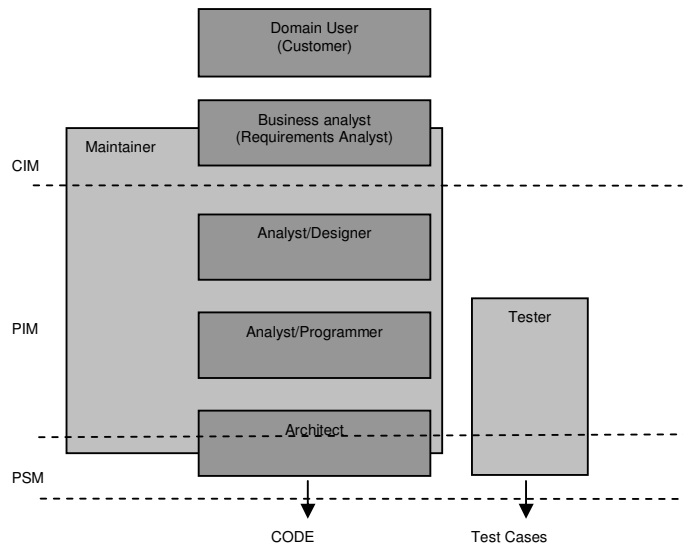 Domain User
(Customer)
Business analyst
(Requirements Analyst)
Maintainer
CIM
Analyst/Designer
Tester
PIM
Analyst/Programmer
Architect
PSM
CODE
Test Cases